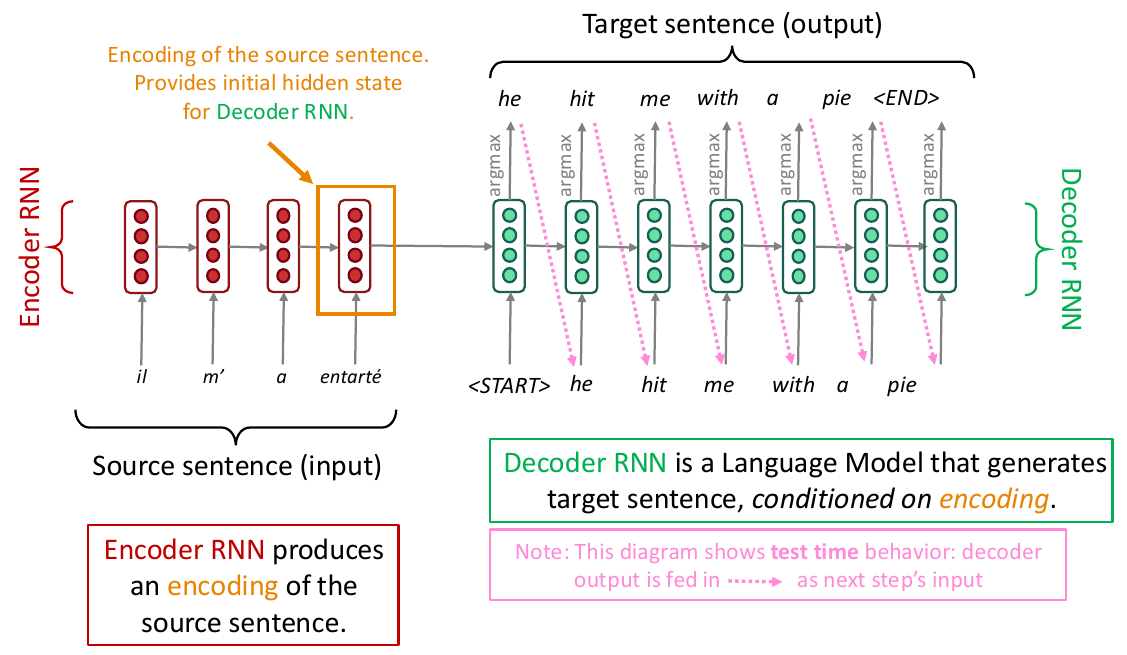 Target sentence (output)
Encoding of the source sentence.
Provides initial hidden state
for Decoder RNN.
he hit me with a pie <END>
argmax argmax argmax argmax argmax argmax argmax
Encoder RNN
Decoder RNN
il m’ a entarté
<START> he hit me with a pie
Source sentence (input)
Decoder RNN is a Language Model that generates
target sentence, conditioned on encoding.
Encoder RNN produces
an encoding of the
source sentence.
Note: This diagram shows test time behavior: decoder
output is fed in as next step’s input